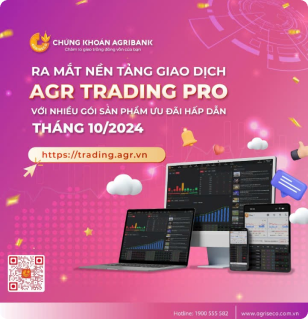 CHỨNG KHOÁN AGRIBANK
RA MẮT NỀN TẢNG GIAO DỊCH
AGR TRADING PRO
VỚI NHIỀU GÓI SẢN PHẨM ƯU ĐÃI HẤP DẪN
THÁNG 10/2024
https://trading.agr.vn
Hotline: 1900 555 582
www.agriseco.com.vn